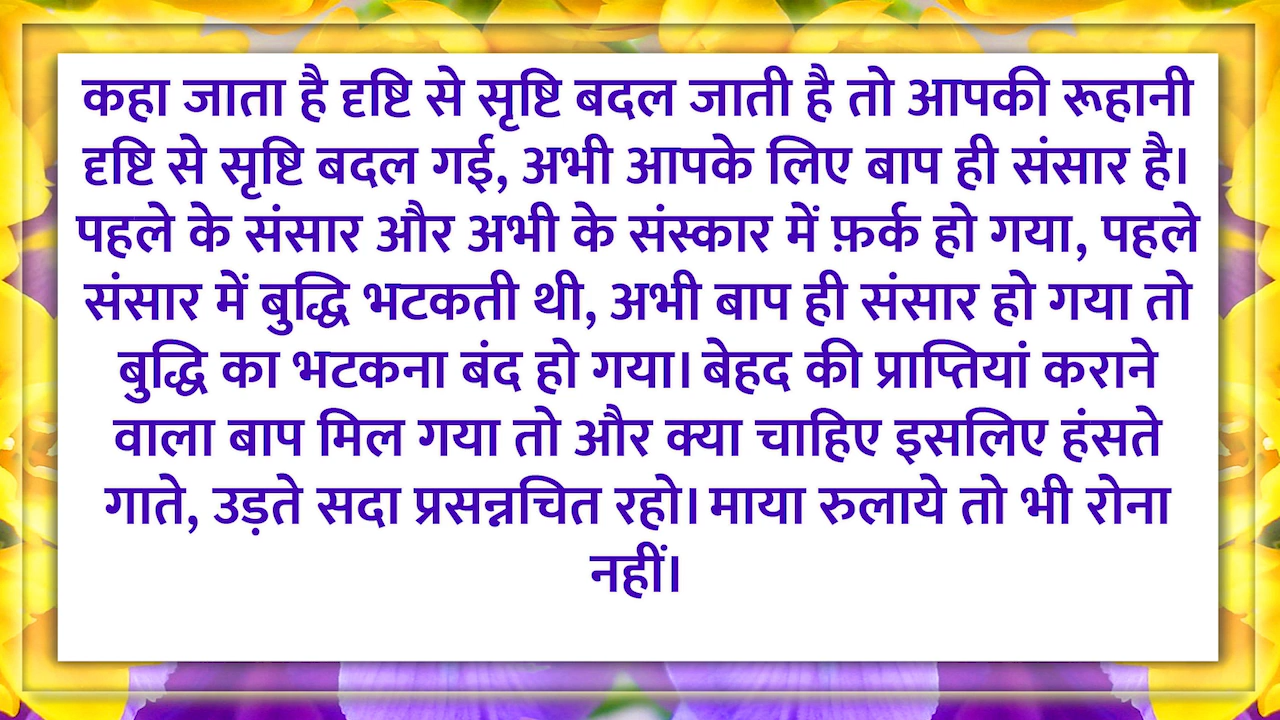 कहा जाता है दृष्टि से सृष्टि बदल जाती है तो आपकी रूहानी
दृष्टि से सृष्टि बदल गई, अभी आपके लिए बाप ही संसार है।
पहले के संसार और अभी के संस्कार में फ़र्क हो गया, पहले
संसार में बुद्धि भटकती थी, अभी बाप ही संसार हो गया तो
बुद्धि का भटकना बंद हो गया। बेहद की प्राप्तियां कराने
वाला बाप मिल गया तो और क्या चाहिए इसलिए हंसते
गाते, उड़ते सदा प्रसन्नचित रहो। माया रुलाये तो भी रोना
नहीं।